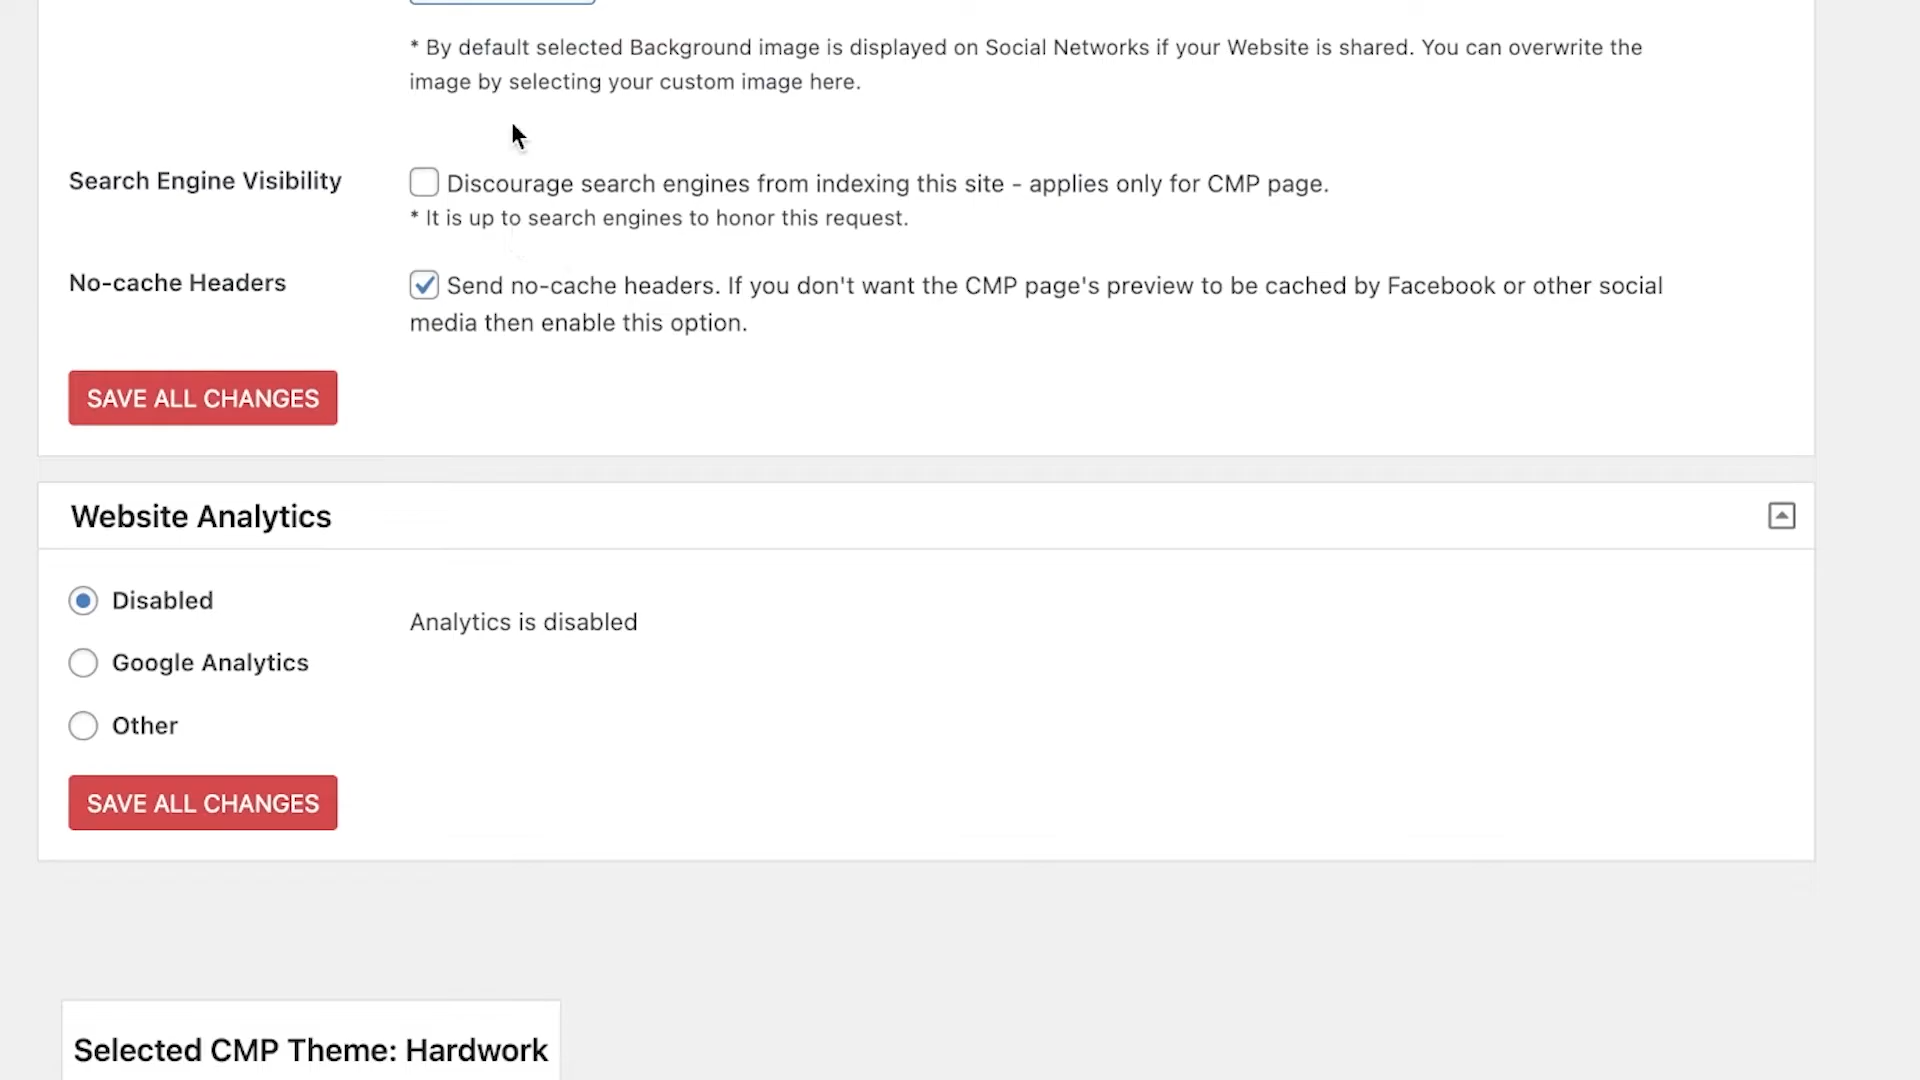 * By default selected Background image is displayed on Social Networks if your Website is shared. You can overwrite the
image by selecting your custom image here.
Search Engine Visibility
Discourage search engines from indexing this site - applies only for CMP page.
* It is up to search engines to honor this request.
No-cache Headers
Send no-cache headers. If you don't want the CMP page's preview to be cached by Facebook or other social
media then enable this option.
SAVE ALL CHANGES
Website Analytics
Disabled
Analytics is disabled
Google Analytics
Other
SAVE ALL CHANGES
Selected CMP Theme: Hardwork